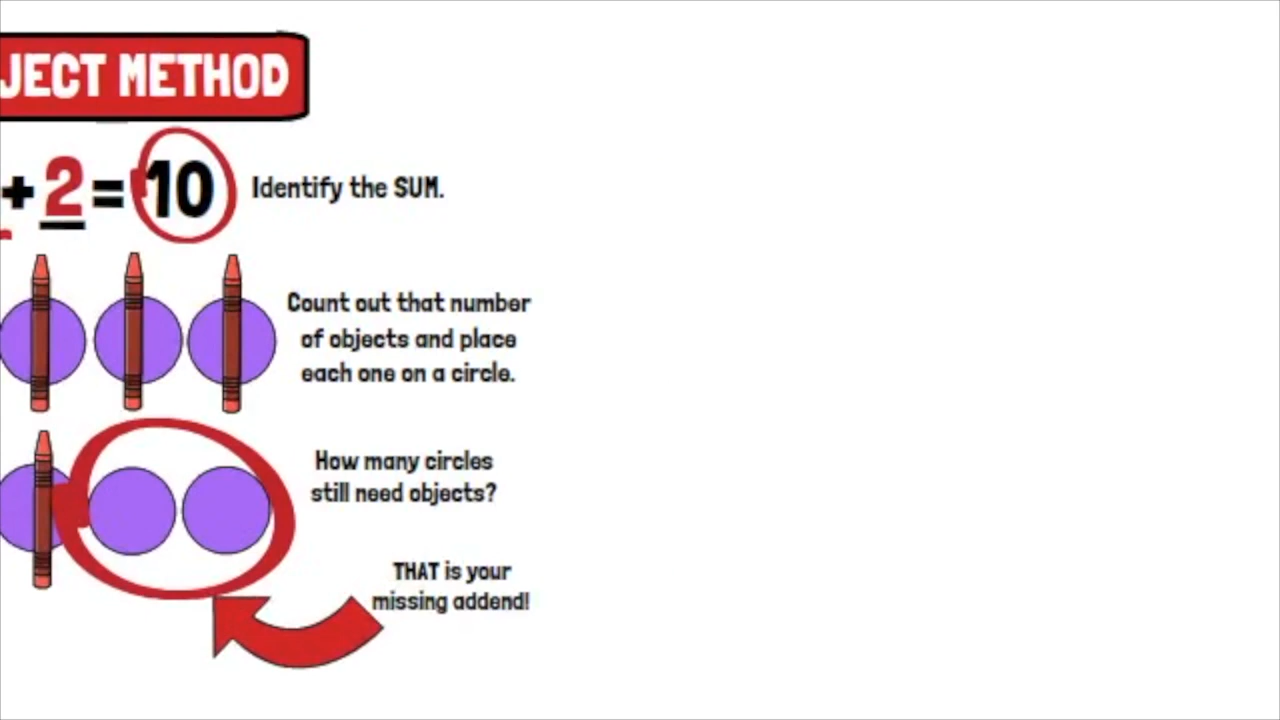 JECT METHOD
+ 2 = 10 Identify the SUM.
Count out that number
of objects and place
each one on a circle.
How many circles
still need objects?
THAT is your
missing addend!